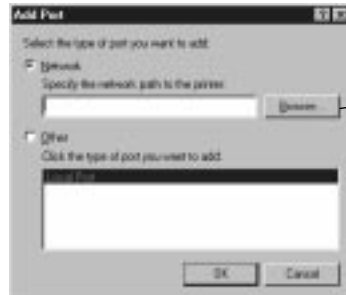 Add Port
Select the type of port you want to add:
Network
Specify the network path to the printer:
Browse...
Other
Click the type of port you want to add:
Local Port
OK
Cancel